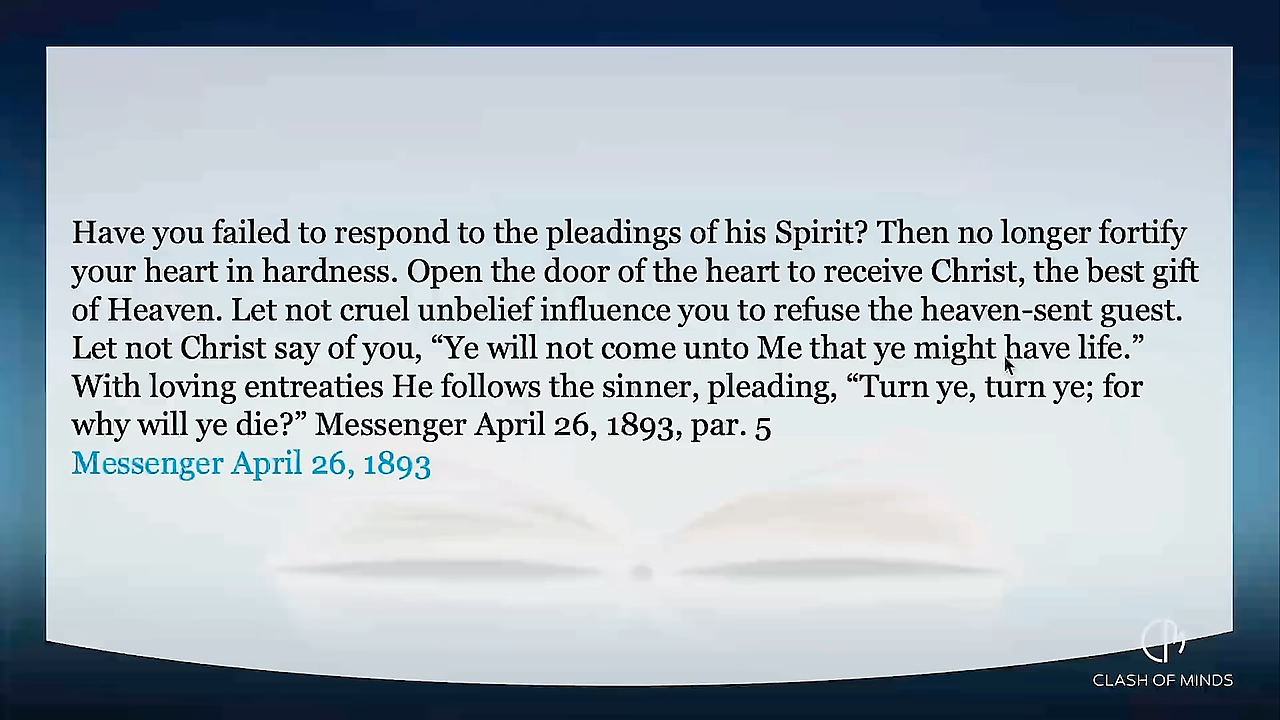 Have you failed to respond to the pleadings of his Spirit? Then no longer fortify
your heart in hardness. Open the door of the heart to receive Christ, the best gift
of Heaven. Let not cruel unbelief influence you to refuse the heaven-sent guest.
Let not Christ say of you, “Ye will not come unto Me that ye might have life.”
With loving entreaties He follows the sinner, pleading, “Turn ye, turn ye; for
why will ye die?” Messenger April 26, 1893, par. 5
Messenger April 26, 1893
CLASH OF MINDS